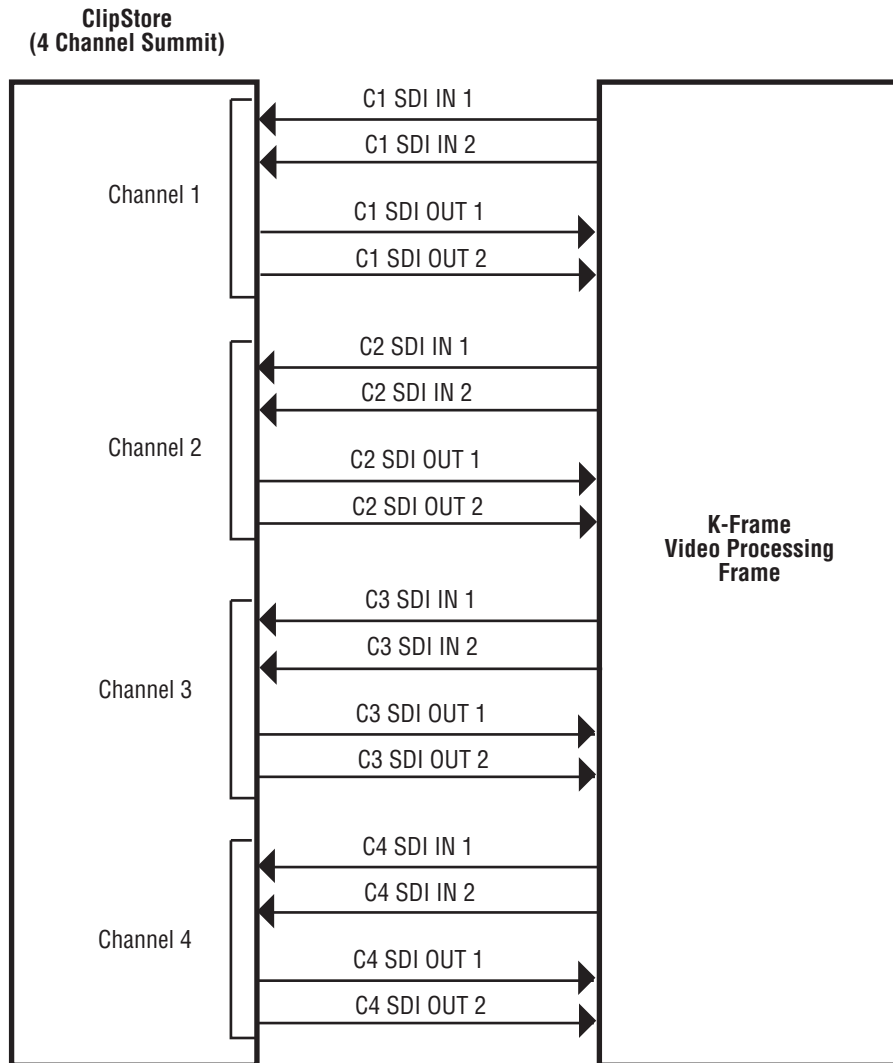 ClipStore
(4 Channel Summit)
C1 SDI IN 1
C1 SDI IN 2
Channel 1
C1 SDI OUT 1
C1 SDI OUT 2
C2 SDI IN 1
C2 SDI IN 2
Channel 2
C2 SDI OUT 1
C2 SDI OUT 2
K-Frame
Video Processing
Frame
C3 SDI IN 1
C3 SDI IN 2
Channel 3
C3 SDI OUT 1
C3 SDI OUT 2
C4 SDI IN 1
C4 SDI IN 2
Channel 4
C4 SDI OUT 1
C4 SDI OUT 2